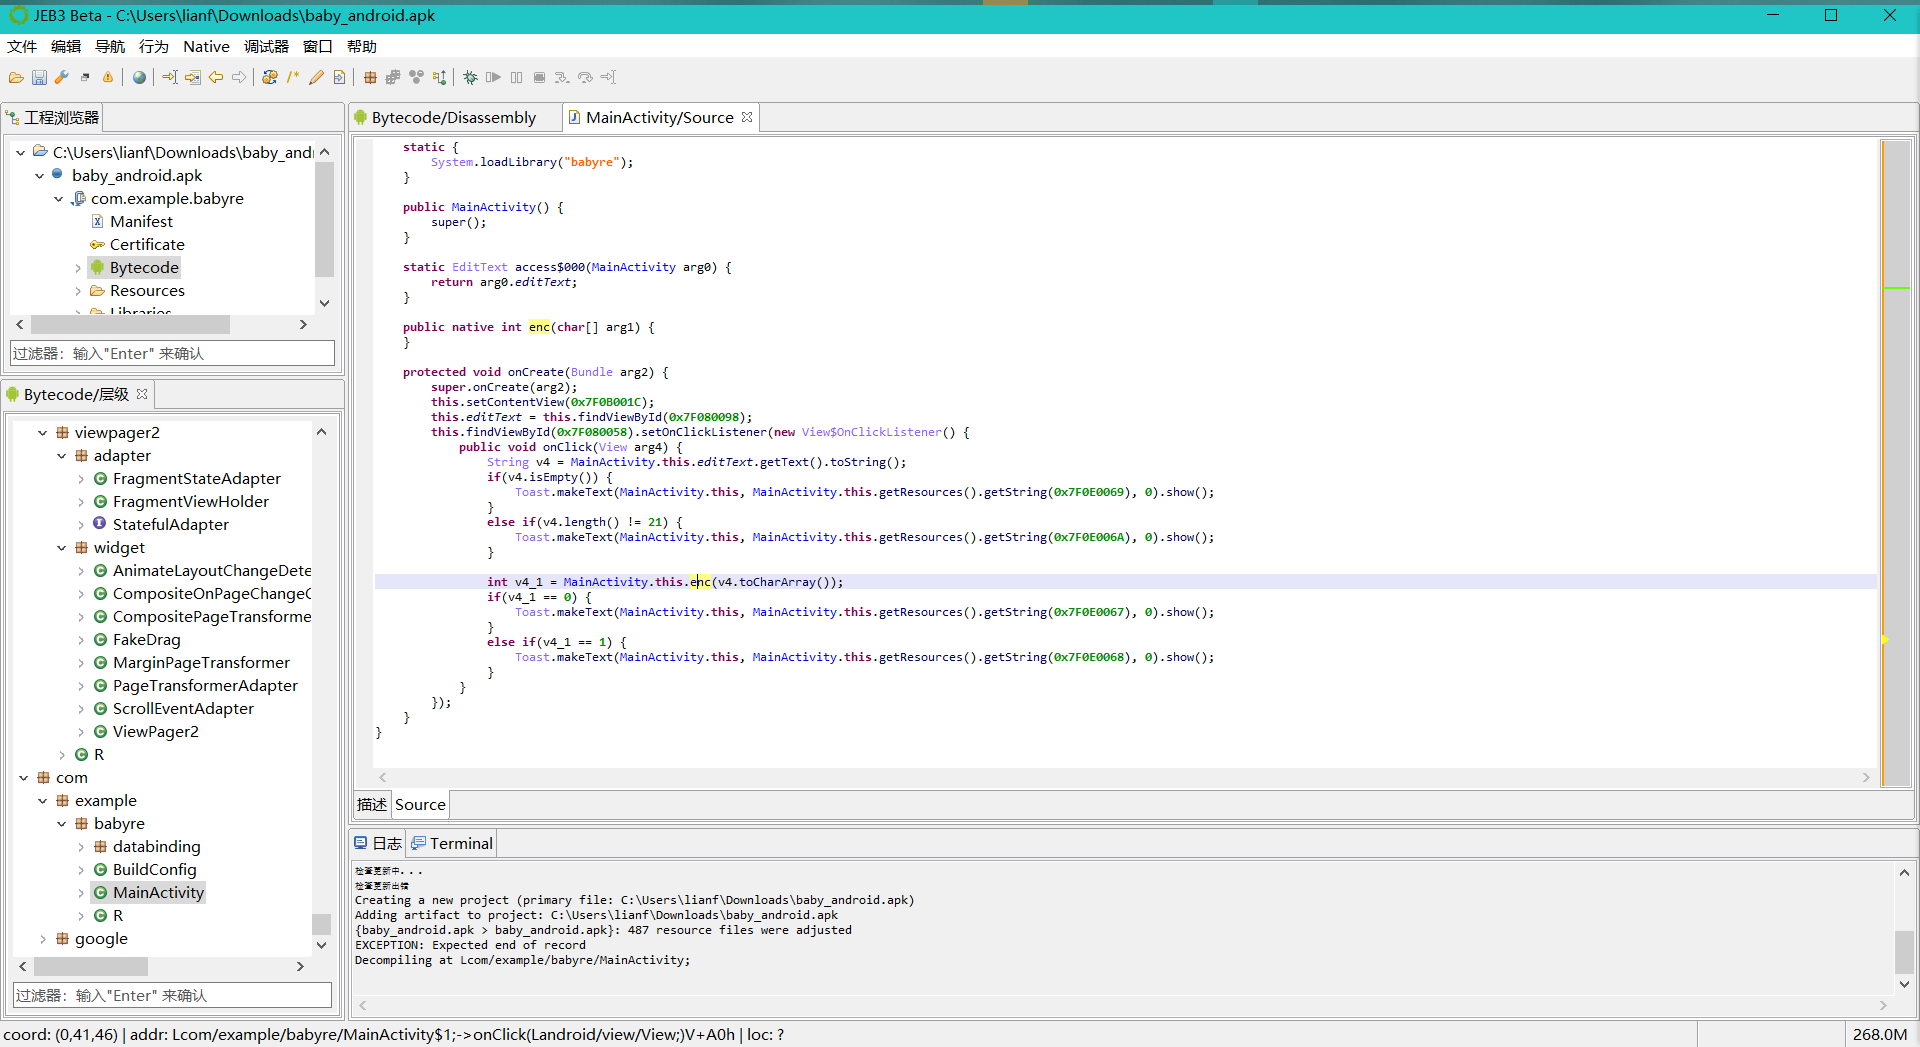 JEB3 Beta - C:\Users\lianf\Downloads\baby_android.apk
文件 编辑 导航 行为 Native 调试器 窗口 帮助
工程浏览器
C:\Users\lianf\Downloads\baby_andr
baby_android.apk
com.example.babyre
Manifest
Certificate
Bytecode
Resources
Libraries
过滤器: 输入"Enter" 来确认
Bytecode/层级
viewpager2
adapter
FragmentStateAdapter
FragmentViewHolder
StatefulAdapter
widget
AnimateLayoutChangeDete
CompositeOnPageChangeC
CompositePageTransforme
FakeDrag
MarginPageTransformer
PageTransformerAdapter
ScrollEventAdapter
ViewPager2
R
com
example
babyre
databinding
BuildConfig
MainActivity
R
google
过滤器: 输入"Enter" 来确认
Bytecode/Disassembly MainActivity/Source
static {
System.loadLibrary("babyre");
}
public MainActivity() {
super();
}
static EditText access$000(MainActivity arg0) {
return arg0.editText;
}
public native int enc(char[] arg1) {
}
protected void onCreate(Bundle arg2) {
super.onCreate(arg2);
this.setContentView(0x7F0B001C);
this.editText = this.findViewById(0x7F080098);
this.findViewById(0x7F080058).setOnClickListener(new View$OnClickListener() {
public void onClick(View arg4) {
String v4 = MainActivity.this.editText.getText().toString();
if(v4.isEmpty()) {
Toast.makeText(MainActivity.this, MainActivity.this.getResources().getString(0x7F0E0069), 0).show();
}
else if(v4.length() != 21) {
Toast.makeText(MainActivity.this, MainActivity.this.getResources().getString(0x7F0E006A), 0).show();
}
int v4_1 = MainActivity.this.enc(v4.toCharArray());
if(v4_1 == 0) {
Toast.makeText(MainActivity.this, MainActivity.this.getResources().getString(0x7F0E0067), 0).show();
}
else if(v4_1 == 1) {
Toast.makeText(MainActivity.this, MainActivity.this.getResources().getString(0x7F0E0068), 0).show();
}
}
});
}
}
描述 Source
日志 Terminal
检查更新中...
检查更新出错
Creating a new project (primary file: C:\Users\lianf\Downloads\baby_android.apk)
Adding artifact to project: C:\Users\lianf\Downloads\baby_android.apk
{baby_android.apk > baby_android.apk}: 487 resource files were adjusted
EXCEPTION: Expected end of record
Decompiling at Lcom/example/babyre/MainActivity;
coord: (0,41,46) | addr: Lcom/example/babyre/MainActivity$1;->onClick(Landroid/view/View;)V+A0h | loc: ?
268.0M